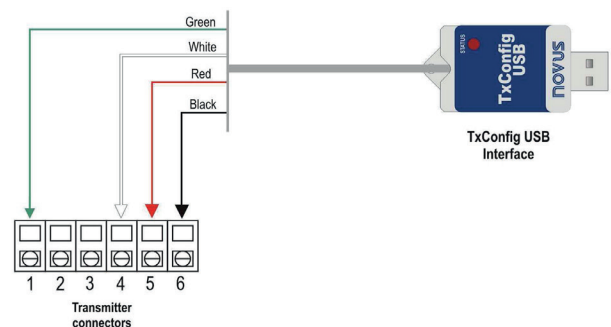 Green
White
Red
Black
STATUS
TxConfig
USB
novus
TxConfig USB
Interface
1 2 3 4 5 6
Transmitter
connectors